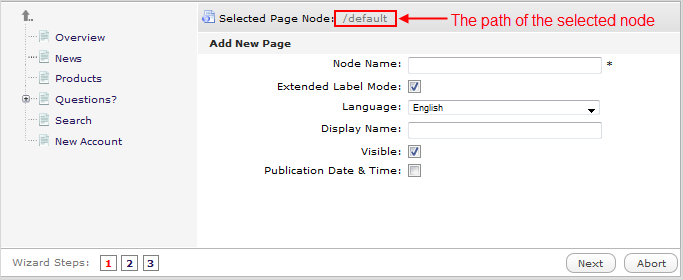 Selected Page Node: /default The path of the selected node
Overview
News
Products
Questions?
Search
New Account
Add New Page
Node Name: *
Extended Label Mode:
Language: English
Display Name:
Visible:
Publication Date & Time:
Wizard Steps: 1 2 3
Next Abort